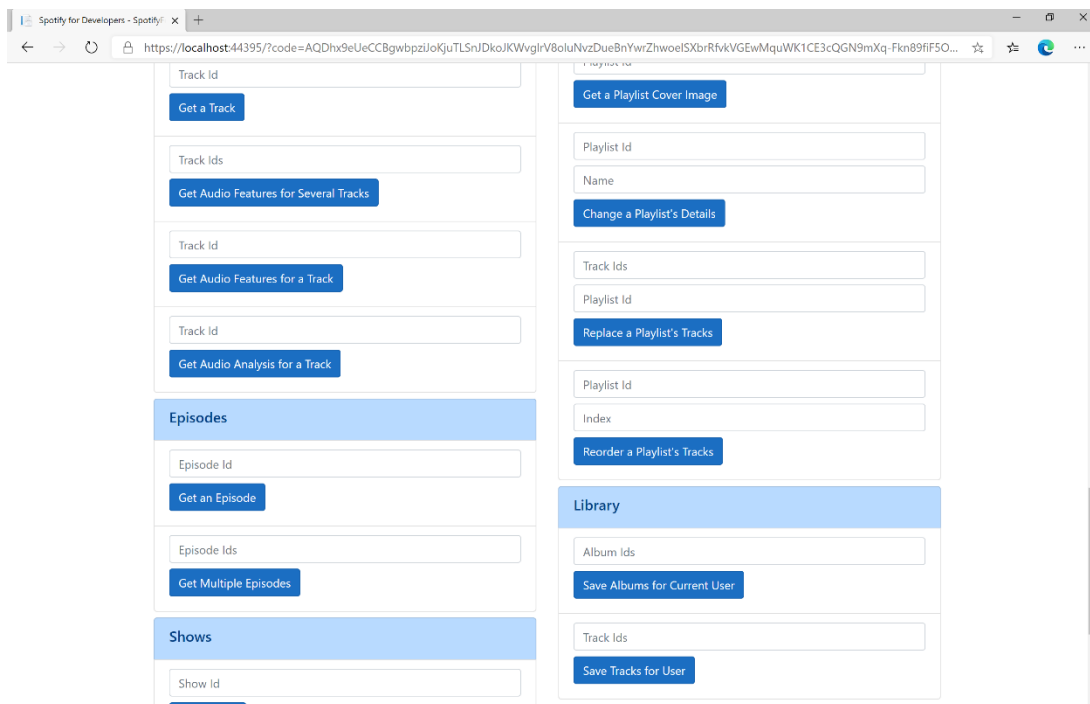 Spotify for Developers - Spotify
https://localhost:44395/?code=AQDhx9eUeCCBgwbpziJoKjuTLSnJDkoJKWvgIrV8oIuNvzDueBnYwrZhwoeISXbrRfvkVGEwMquWK1CE3cQGN9mXq-Fkn89fiF5O...
Track Id
Get a Track
Track Ids
Get Audio Features for Several Tracks
Track Id
Get Audio Features for a Track
Track Id
Get Audio Analysis for a Track
Episodes
Episode Id
Get an Episode
Episode Ids
Get Multiple Episodes
Shows
Show Id
Playlist Id
Get a Playlist Cover Image
Playlist Id
Name
Change a Playlist's Details
Track Ids
Playlist Id
Replace a Playlist's Tracks
Playlist Id
Index
Reorder a Playlist's Tracks
Library
Album Ids
Save Albums for Current User
Track Ids
Save Tracks for User